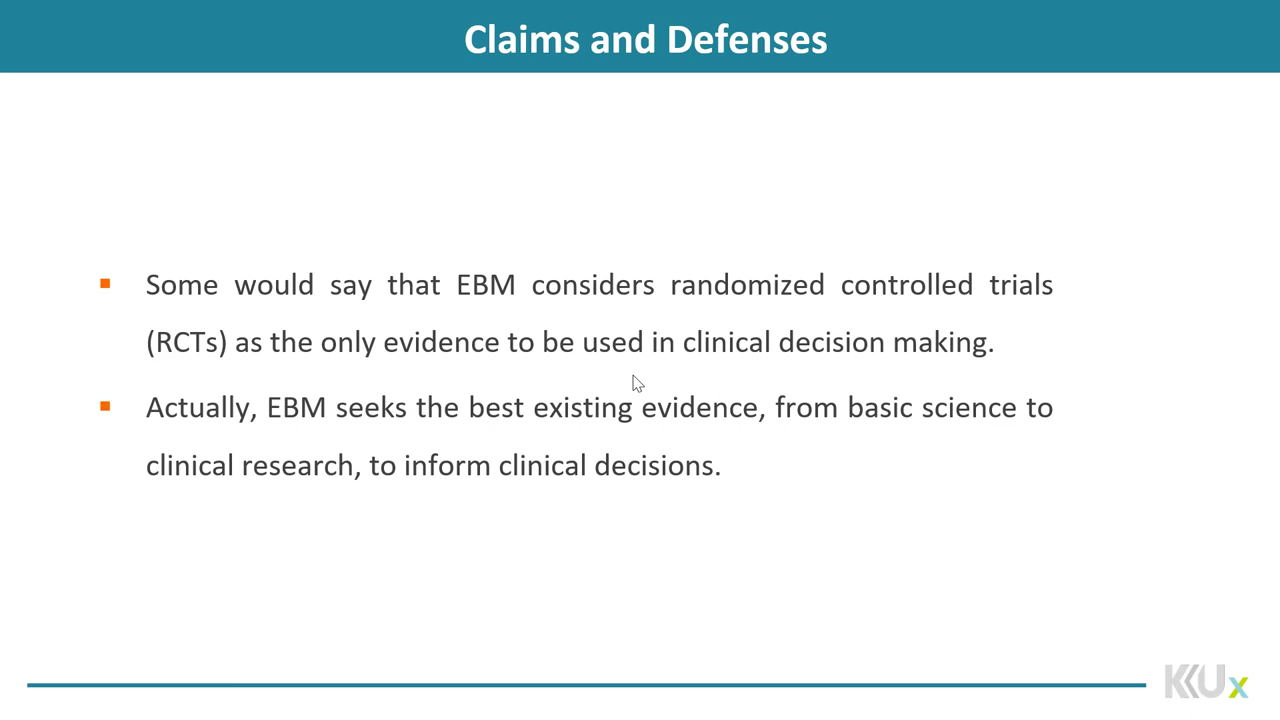 Claims and Defenses
Some would say that EBM considers randomized controlled trials
(RCTs) as the only evidence to be used in clinical decision making.
Actually, EBM seeks the best existing evidence, from basic science to
clinical research, to inform clinical decisions.
KKUx